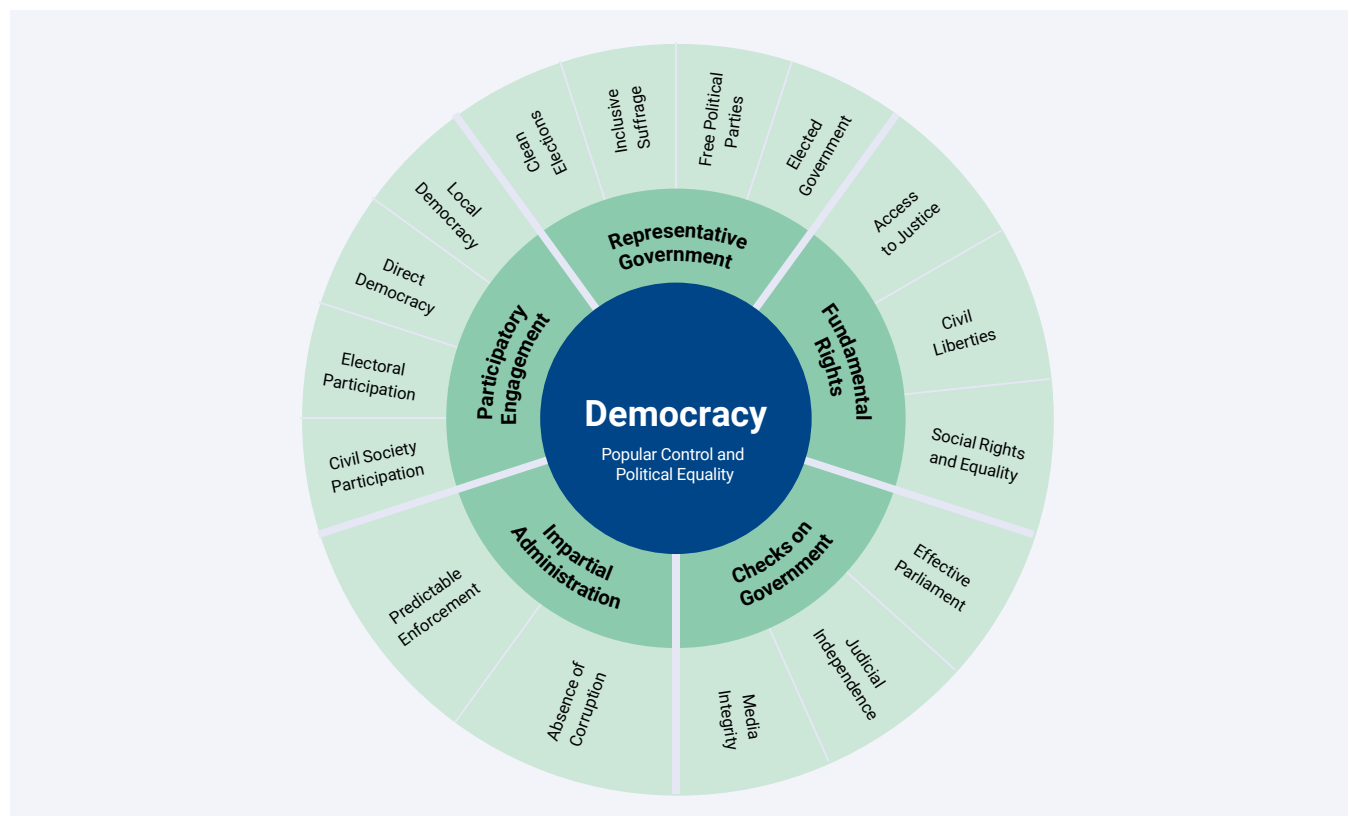 Democracy
Popular Control and
Political Equality
Representative
Government
Clean
Elections
Inclusive
Suffrage
Free Political
Parties
Elected
Government
Fundamental
Rights
Access
to Justice
Civil
Liberties
Social Rights
and Equality
Checks on
Government
Effective
Parliament
Judicial
Independence
Media
Integrity
Impartial
Administration
Absence of
Corruption
Predictable
Enforcement
Participatory
Engagement
Civil Society
Participation
Electoral
Participation
Direct
Democracy
Local
Democracy